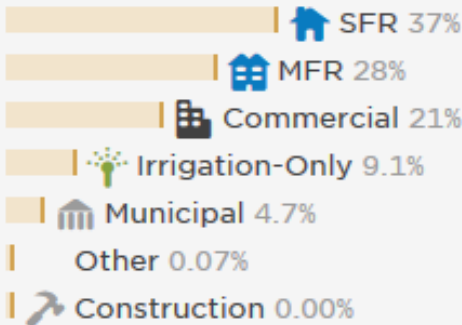 SFR 37%
MFR 28%
Commercial 21%
Irrigation-Only 9.1%
Municipal 4.7%
Other 0.07%
Construction 0.00%